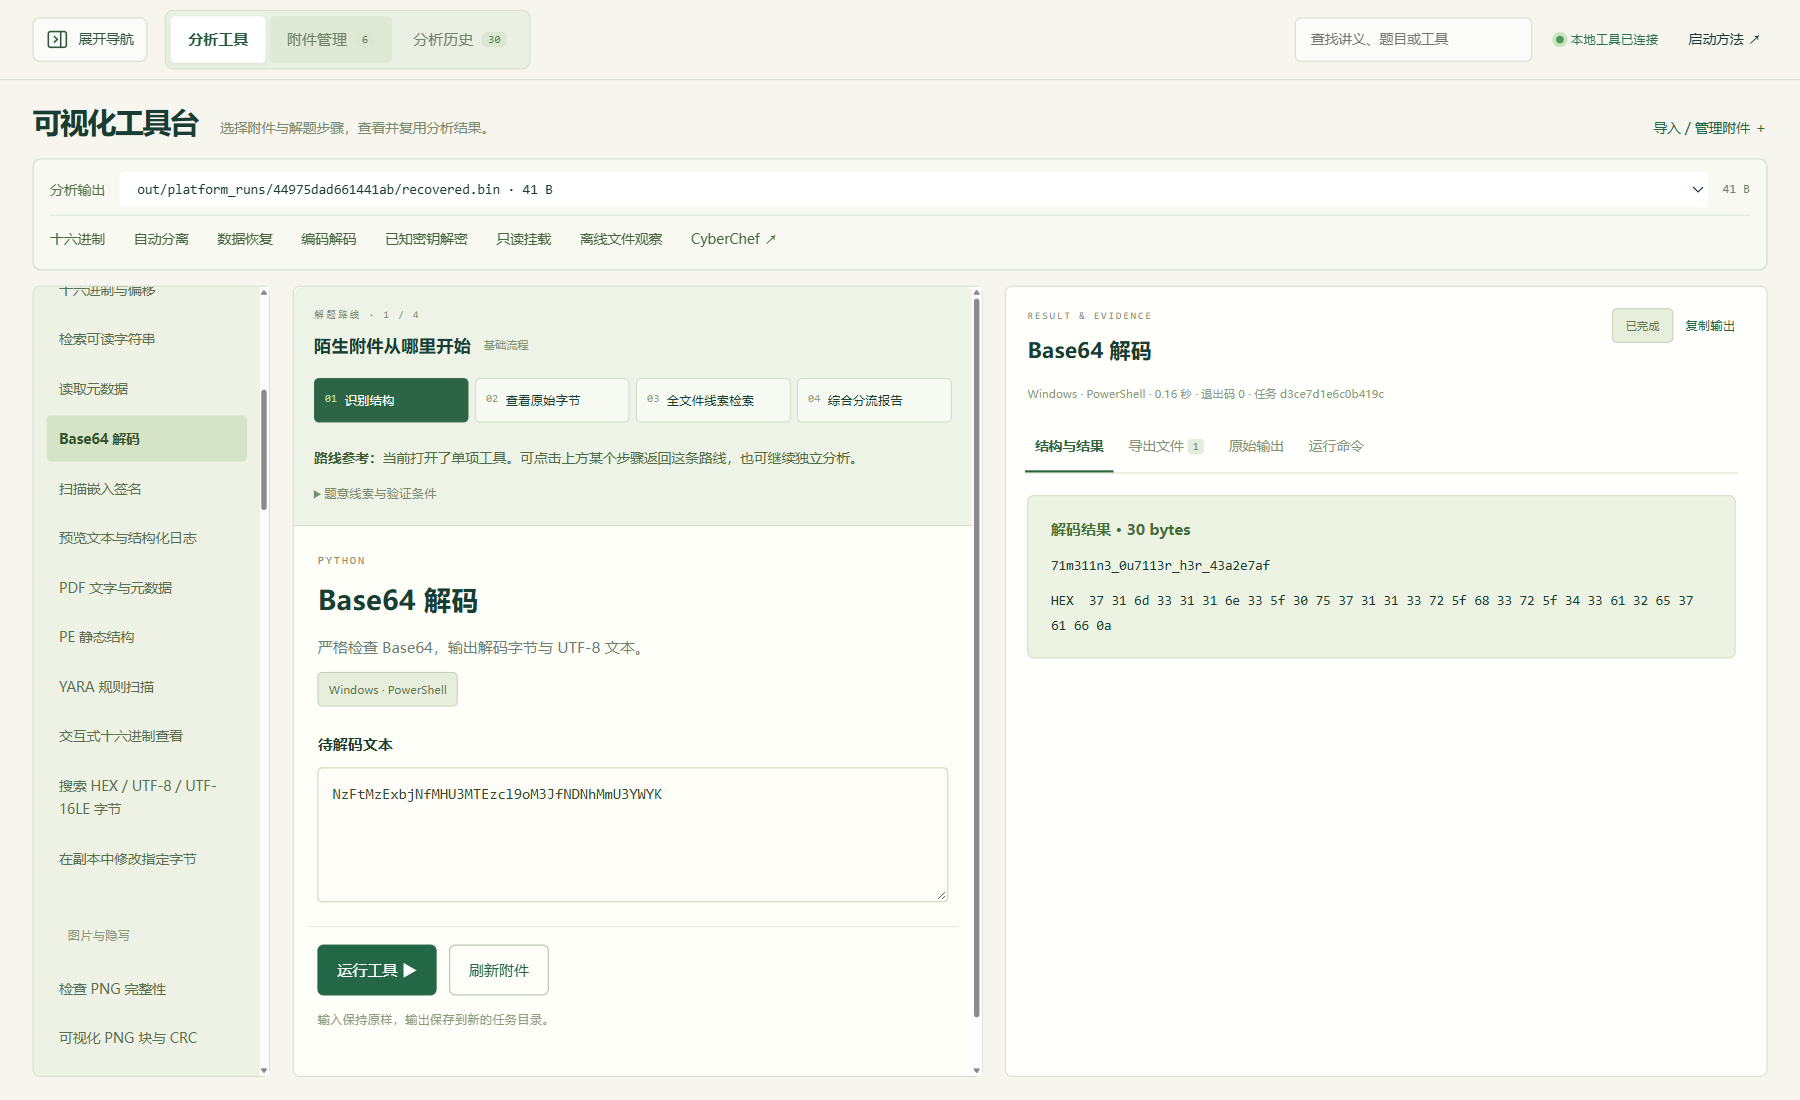 展开导航
分析工具
附件管理 6
分析历史 30
查找讲义、题目或工具
本地工具已连接
启动方法 ↗
可视化工具台
选择附件与解题步骤，查看并复用分析结果。
导入 / 管理附件 +
分析输出
out/platform_runs/44975dad661441ab/recovered.bin · 41 B
41 B
十六进制
自动分离
数据恢复
编码解码
已知密钥解密
只读挂载
离线文件观察
CyberChef ↗
十六进制与偏移
检索可读字符串
读取元数据
Base64 解码
扫描嵌入签名
预览文本与结构化日志
PDF 文字与元数据
PE 静态结构
YARA 规则扫描
交互式十六进制查看
搜索 HEX / UTF-8 / UTF-
16LE 字节
在副本中修改指定字节
图片与隐写
检查 PNG 完整性
可视化 PNG 块与 CRC
解题路线 · 1 / 4
陌生附件从哪里开始 基础流程
01 识别结构
02 查看原始字节
03 全文件线索检索
04 综合分流报告
路线参考：当前打开了单项工具。可点击上方某个步骤返回这条路线，也可继续独立分析。
▶ 题意线索与验证条件
PYTHON
Base64 解码
严格检查 Base64，输出解码字节与 UTF-8 文本。
Windows · PowerShell
待解码文本
NzFtMzExbjNfMHU3MTEzcl9oM3JfNDNhMmU3YWYK
运行工具 ▶
刷新附件
输入保持原样，输出保存到新的任务目录。
RESULT & EVIDENCE
Base64 解码
已完成
复制输出
Windows · PowerShell · 0.16 秒 · 退出码 0 · 任务 d3ce7d1e6c0b419c
结构与结果
导出文件 1
原始输出
运行命令
解码结果 • 30 bytes
71m311n3_0u7113r_h3r_43a2e7af
HEX 37 31 6d 33 31 31 6e 33 5f 30 75 37 31 31 33 72 5f 68 33 72 5f 34 33 61 32 65 37
61 66 0a